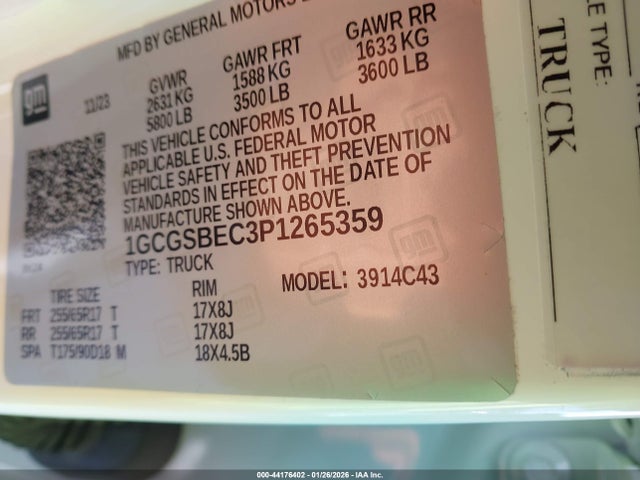 MFD BY GENERAL MOTORS
gm
11/23
GVWR
2631 KG
5800 LB
GAWR FRT
1588 KG
3500 LB
GAWR RR
1633 KG
3600 LB
THIS VEHICLE CONFORMS TO ALL
APPLICABLE U.S. FEDERAL MOTOR
VEHICLE SAFETY AND THEFT PREVENTION
STANDARDS IN EFFECT ON THE DATE OF
MANUFACTURE SHOWN ABOVE.
1GCGSBEC3P1265359
TYPE: TRUCK
MODEL: 3914C43
TIRE SIZE RIM
FRT 255/65R17 T 17X8J
RR 255/65R17 T 17X8J
SPA T175/90D18 M 18X4.5B
LE TYPE:
TRUCK
000-44176402 - 01/26/2026 - IAA Inc.